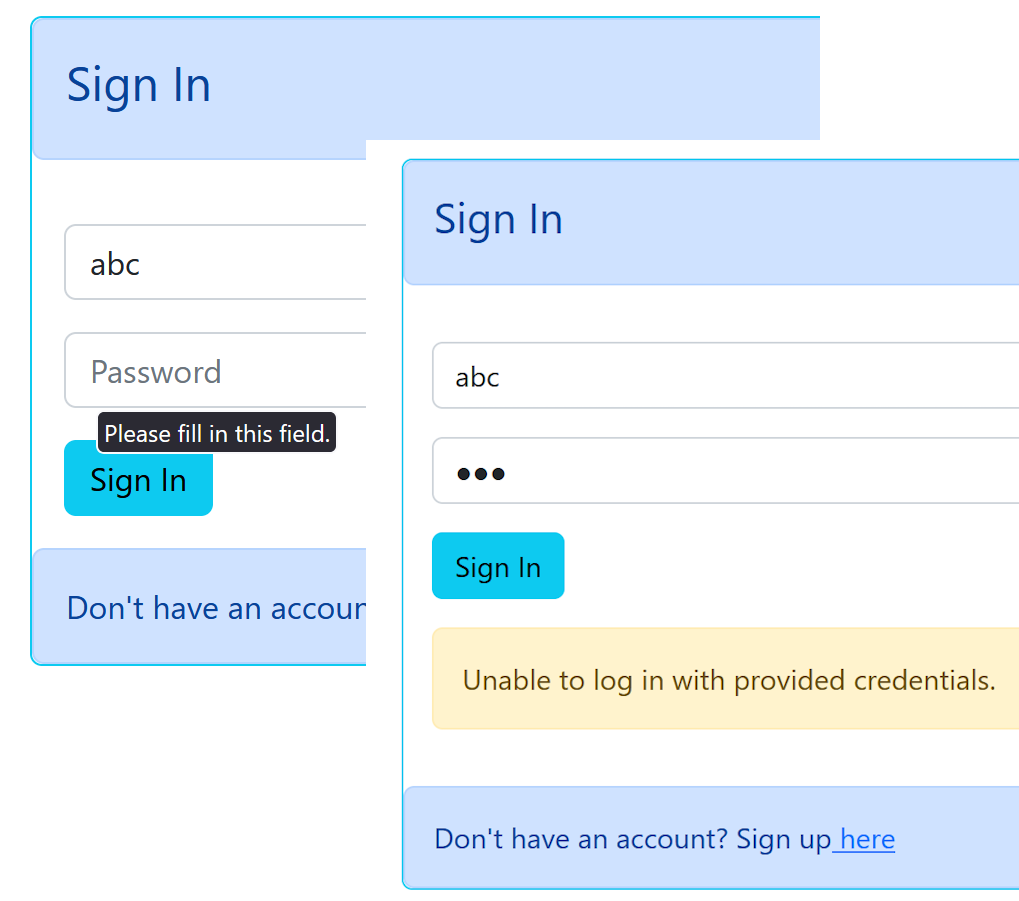 Sign In
abc
Password
Please fill in this field.
Sign In
Don't have an accoun
Sign In
abc
Sign In
Unable to log in with provided credentials.
Don't have an account? Sign up here